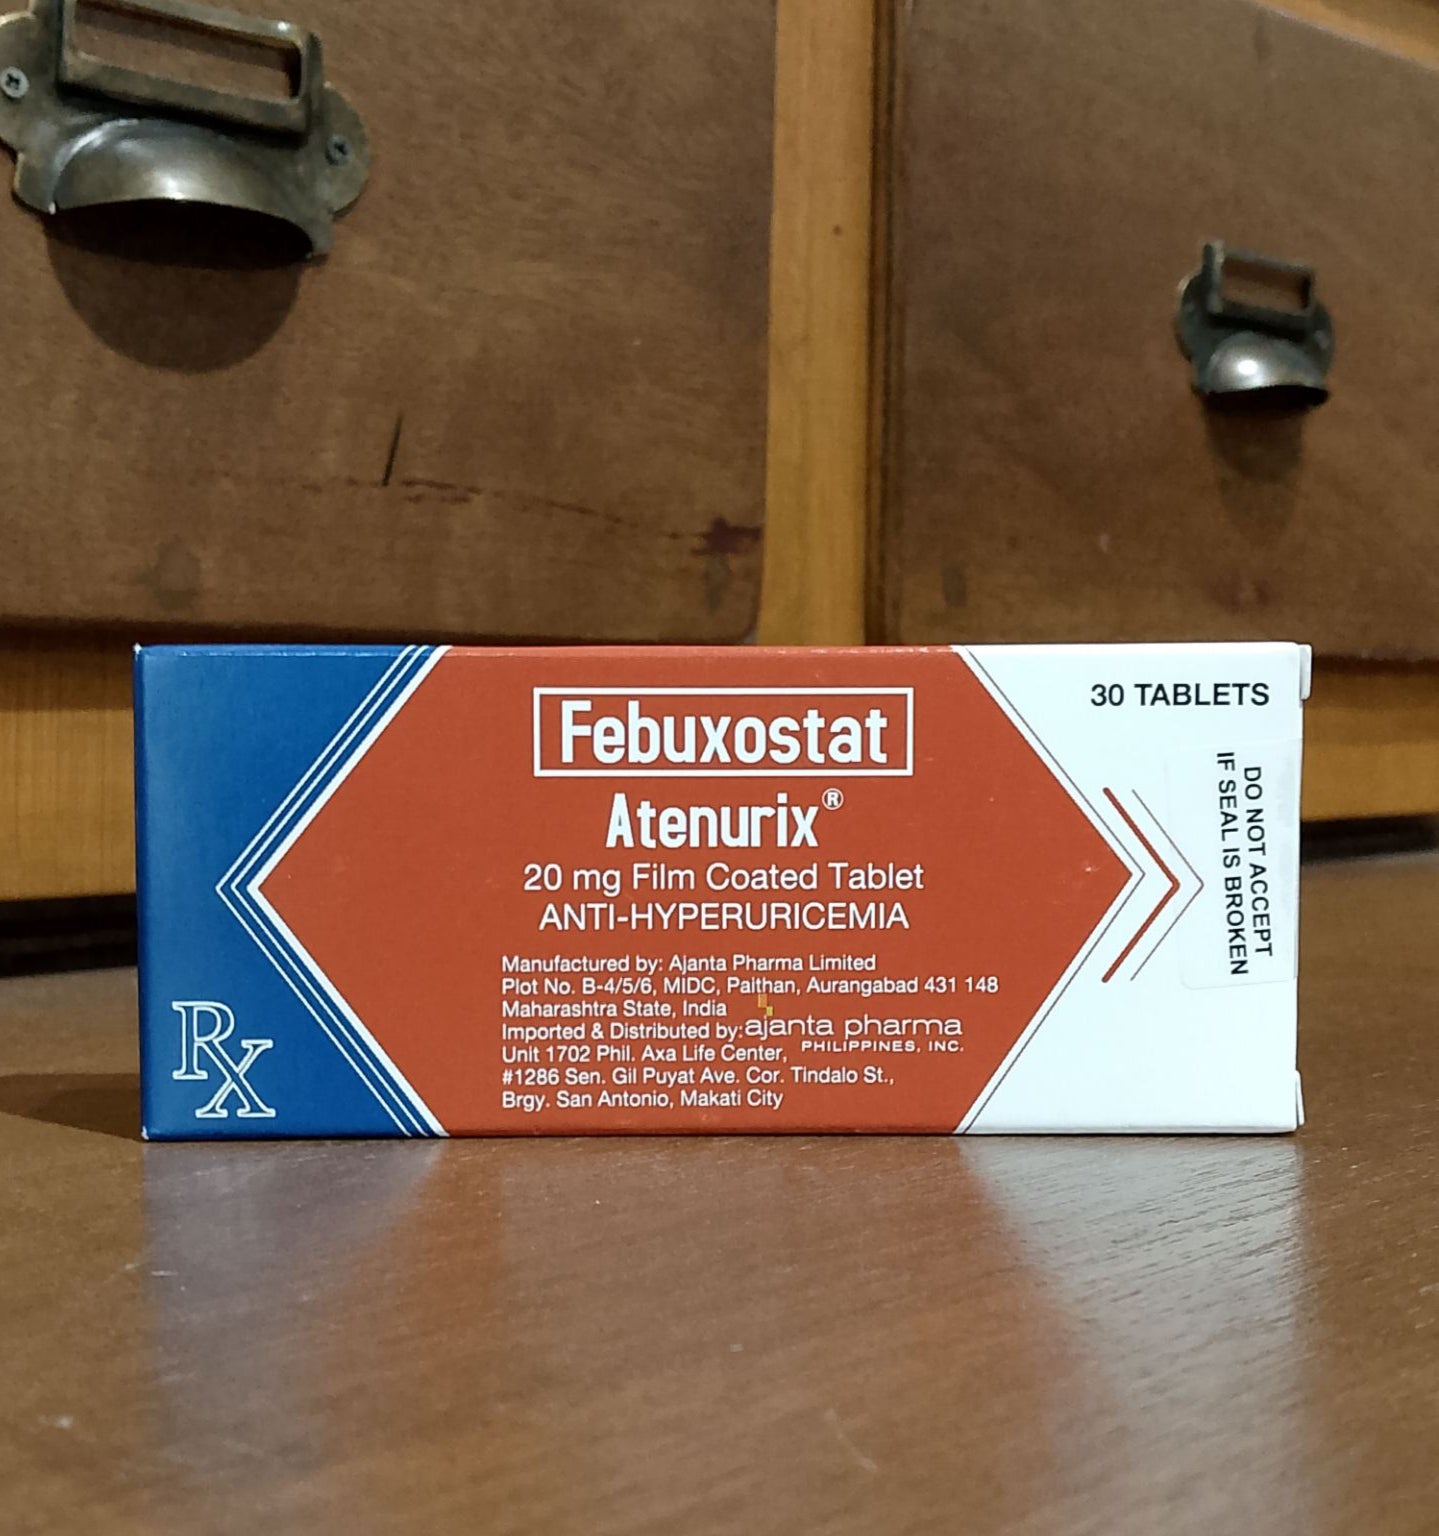 Febuxostat
Atenurix®
20 mg Film Coated Tablet
ANTI-HYPERURICEMIA
Manufactured by: Ajanta Pharma Limited
Plot No. B-4/5/6, MIDC, Paithan, Aurangabad 431 148
Maharashtra State, India
Imported & Distributed by: ajanta pharma
PHILIPPINES, INC.
Unit 1702 Phil. Axa Life Center,
#1286 Sen. Gil Puyat Ave. Cor. Tindalo St.,
Brgy. San Antonio, Makati City
Rx
30 TABLETS
DO NOT ACCEPT
IF SEAL IS BROKEN